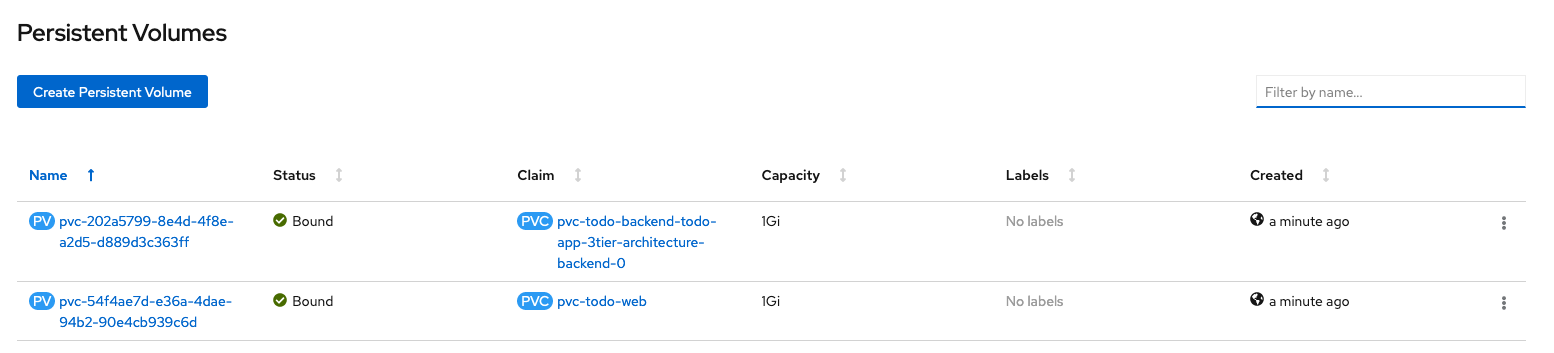 Persistent Volumes
Create Persistent Volume
Filter by name...
Name Status Claim Capacity Labels Created
PV pvc-202a5799-8e4d-4f8e- Bound PVC pvc-todo-backend-todo- 1Gi No labels a minute ago
a2d5-d889d3c363ff app-3tier-architecture-
backend-0
PV pvc-54f4ae7d-e36a-4dae- Bound PVC pvc-todo-web 1Gi No labels a minute ago
94b2-90e4cb939c6d